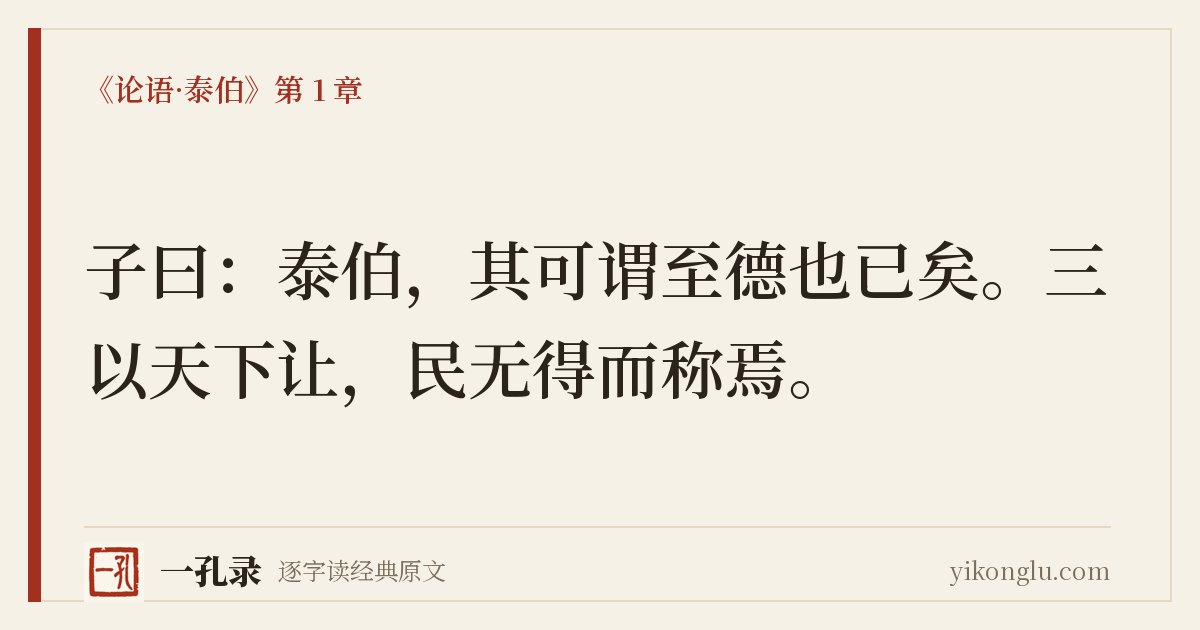 《论语·泰伯》第 1 章
子曰：泰伯，其可谓至德也已矣。三
以天下让，民无得而称焉。
一孔 一孔录 逐字读经典原文 yikonglu.com